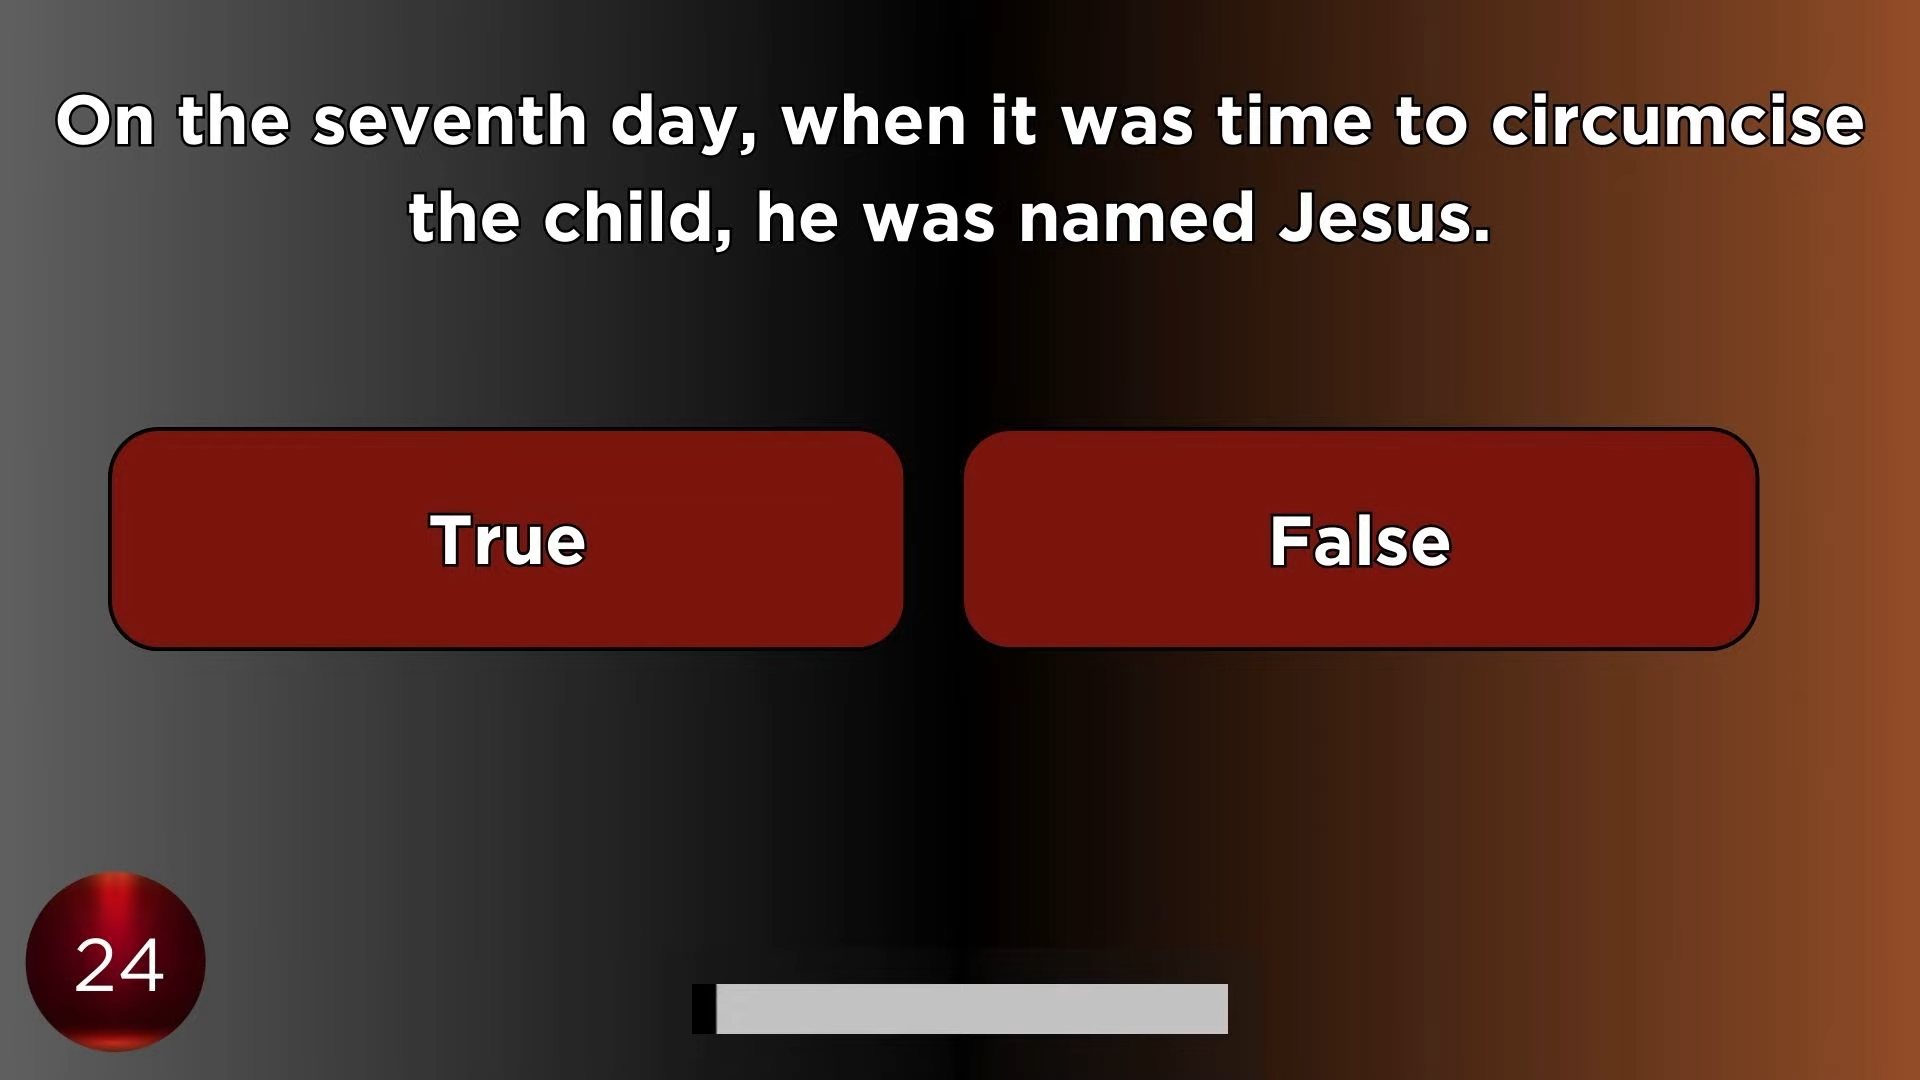 On the seventh day, when it was time to circumcise
the child, he was named Jesus.
True
False
24